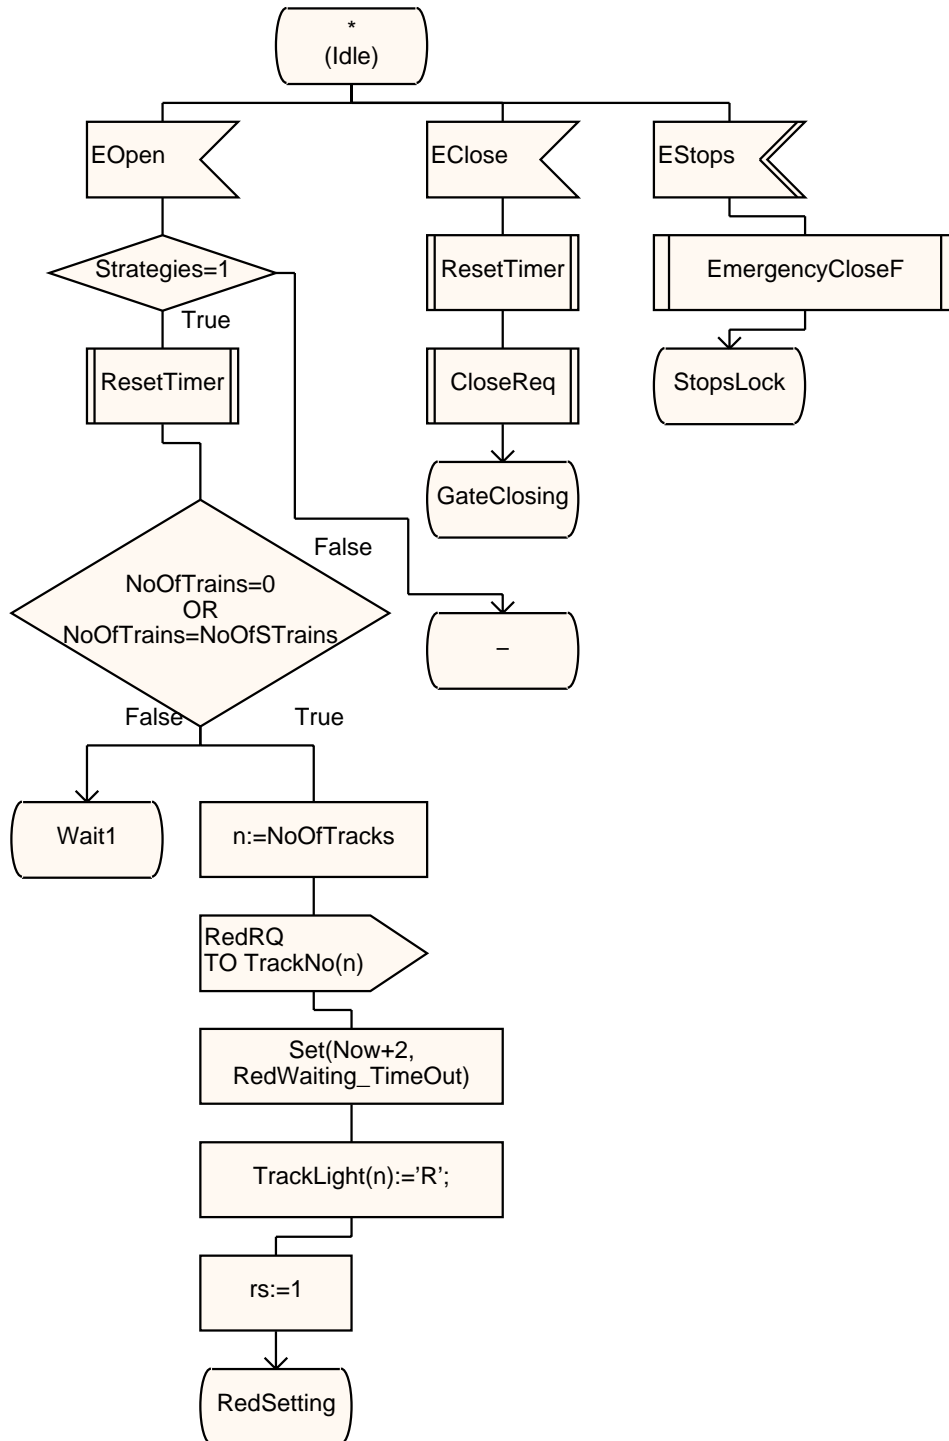 *
(Idle)
EOpen
EClose
EStops
Strategies=1
ResetTimer
EmergencyCloseF
True
ResetTimer
CloseReq
StopsLock
GateClosing
False
NoOfTrains=0
OR
NoOfTrains=NoOfSTrains
–
False
True
Wait1
n:=NoOfTracks
RedRQ
TO TrackNo(n)
Set(Now+2,
RedWaiting_TimeOut)
TrackLight(n):=’R’;
rs:=1
RedSetting